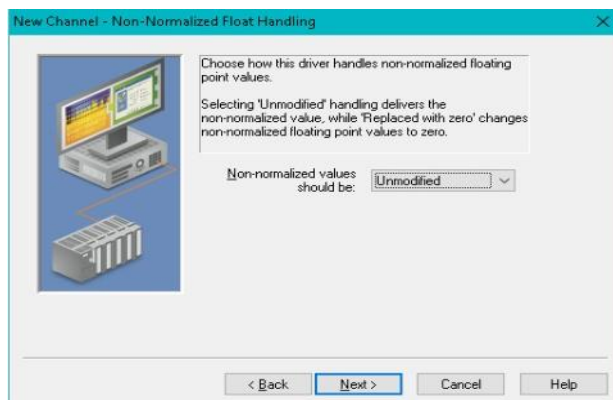 New Channel - Non-Normalized Float Handling
Choose how this driver handles non-normalized floating
point values.
Selecting 'Unmodified' handling delivers the
non-normalized value, while 'Replaced with zero' changes
non-normalized floating point values to zero.
Non-normalized values
should be:
Unmodified
< Back
Next >
Cancel
Help